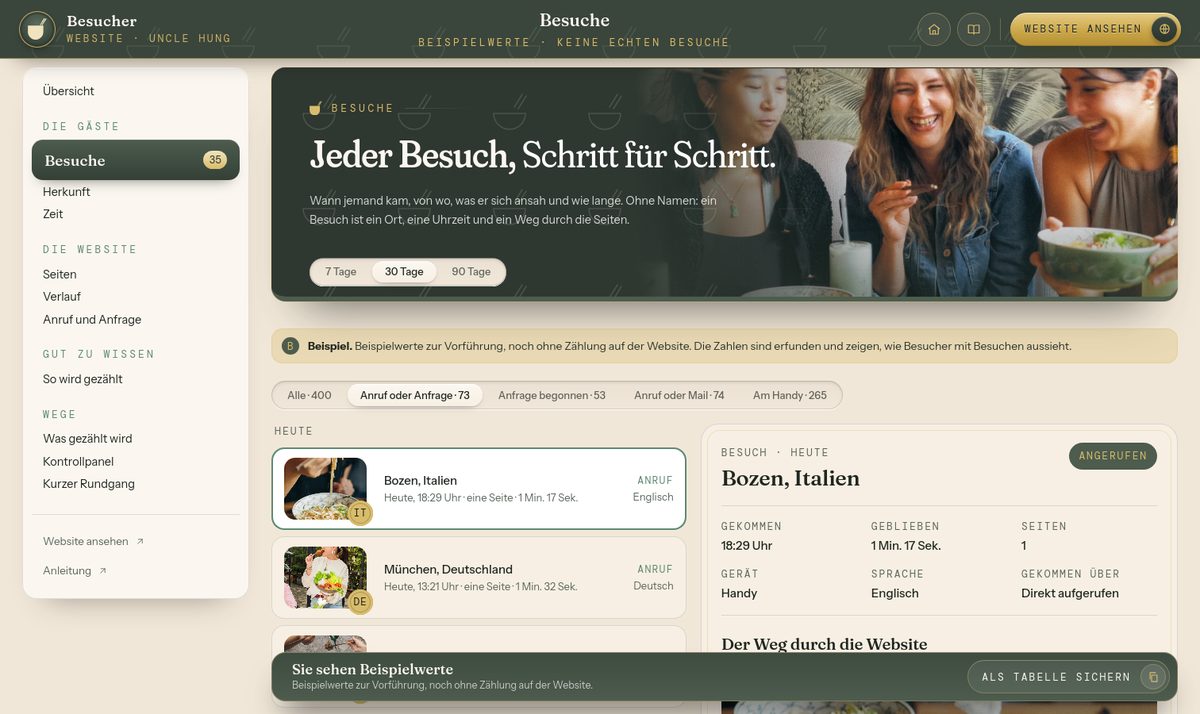 Besucher
WEBSITE · UNCLE HUNG
Besuche
BEISPIELWERTE · KEINE ECHTEN BESUCHE
WEBSITE ANSEHEN
Übersicht
DIE GÄSTE
Besuche 35
Herkunft
Zeit
DIE WEBSITE
Seiten
Verlauf
Anruf und Anfrage
GUT ZU WISSEN
So wird gezählt
WEGE
Was gezählt wird
Kontrollpanel
Kurzer Rundgang
Website ansehen ↗
Anleitung ↗
BESUCHE
Jeder Besuch, Schritt für Schritt.
Wann jemand kam, von wo, was er sich ansah und wie lange. Ohne Namen: ein
Besuch ist ein Ort, eine Uhrzeit und ein Weg durch die Seiten.
7 Tage 30 Tage 90 Tage
B Beispiel. Beispielwerte zur Vorführung, noch ohne Zählung auf der Website. Die Zahlen sind erfunden und zeigen, wie Besucher mit Besuchen aussieht.
Alle · 400 Anruf oder Anfrage · 73 Anfrage begonnen · 53 Anruf oder Mail · 74 Am Handy · 265
HEUTE
IT
Bozen, Italien
Heute, 18:29 Uhr · eine Seite · 1 Min. 17 Sek.
ANRUF
Englisch
DE
München, Deutschland
Heute, 13:21 Uhr · eine Seite · 1 Min. 32 Sek.
ANRUF
Deutsch
BESUCH · HEUTE
Bozen, Italien
ANGERUFEN
GEKOMMEN GEBLIEBEN SEITEN
18:29 Uhr 1 Min. 17 Sek. 1
GERÄT SPRACHE GEKOMMEN ÜBER
Handy Englisch Direkt aufgerufen
Der Weg durch die Website
Sie sehen Beispielwerte
Beispielwerte zur Vorführung, noch ohne Zählung auf der Website.
ALS TABELLE SICHERN